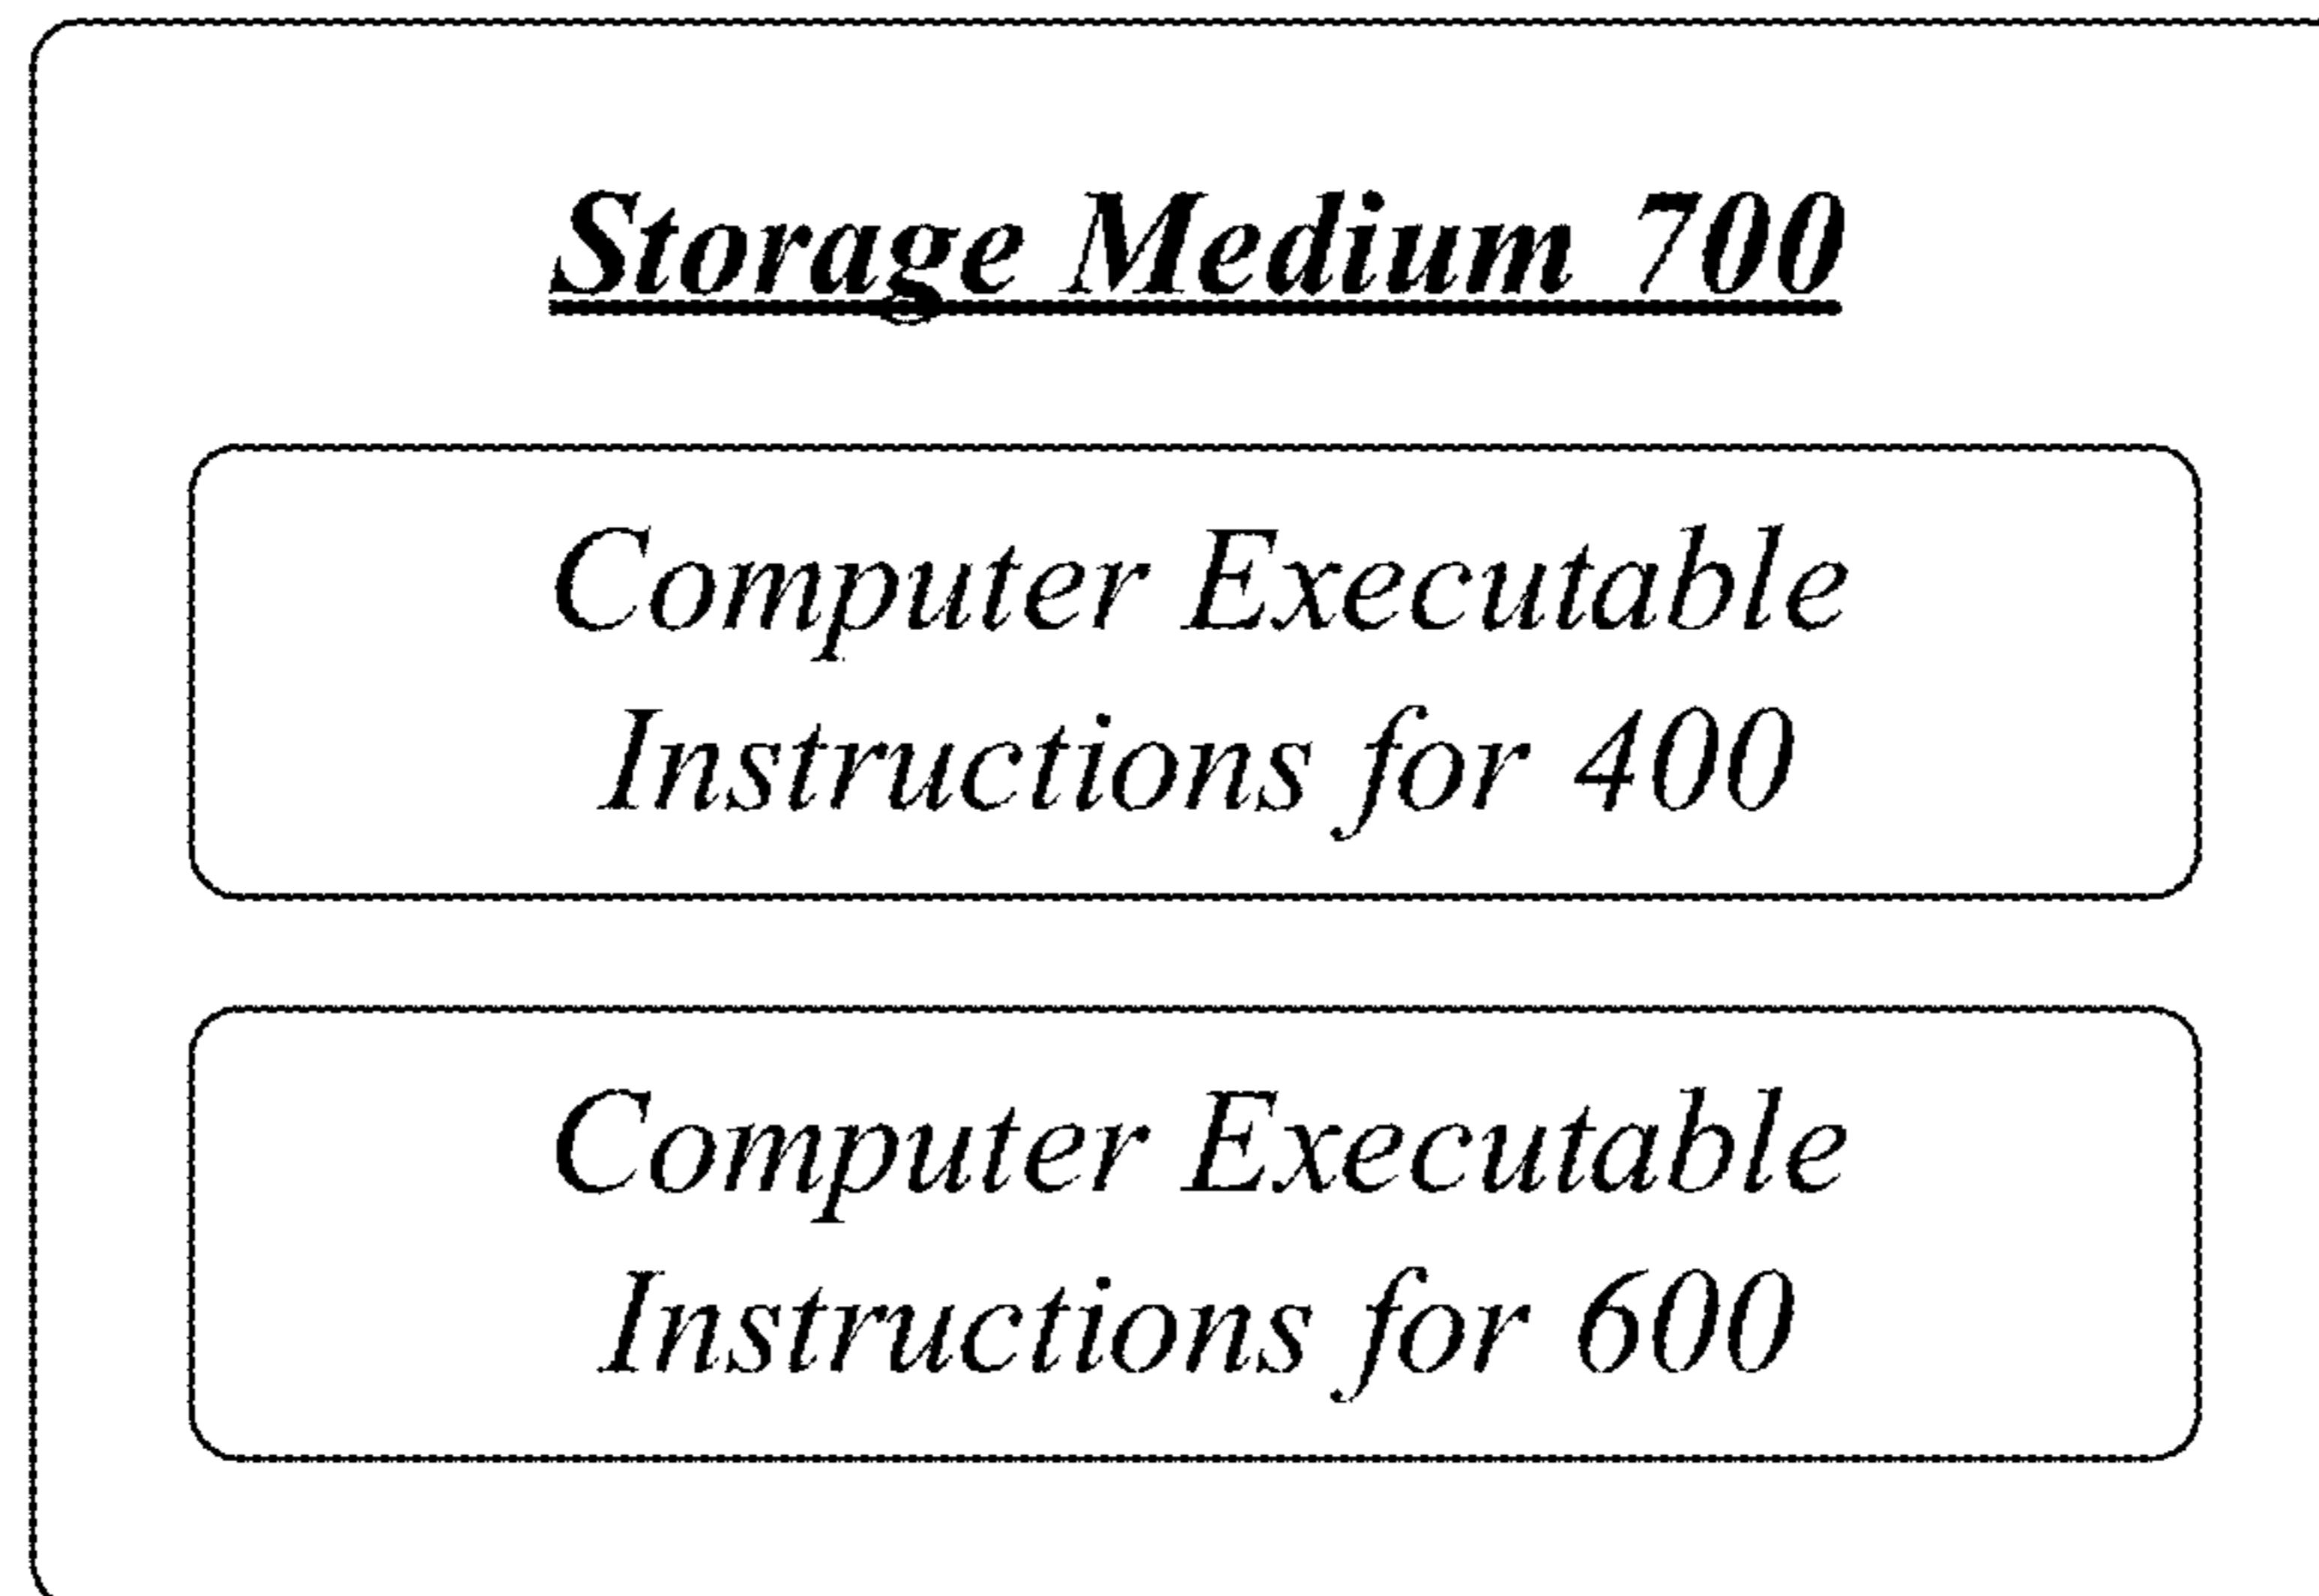 Storage Medium 700
Computer Executable
Instructions for 400
Computer Executable
Instructions for 600